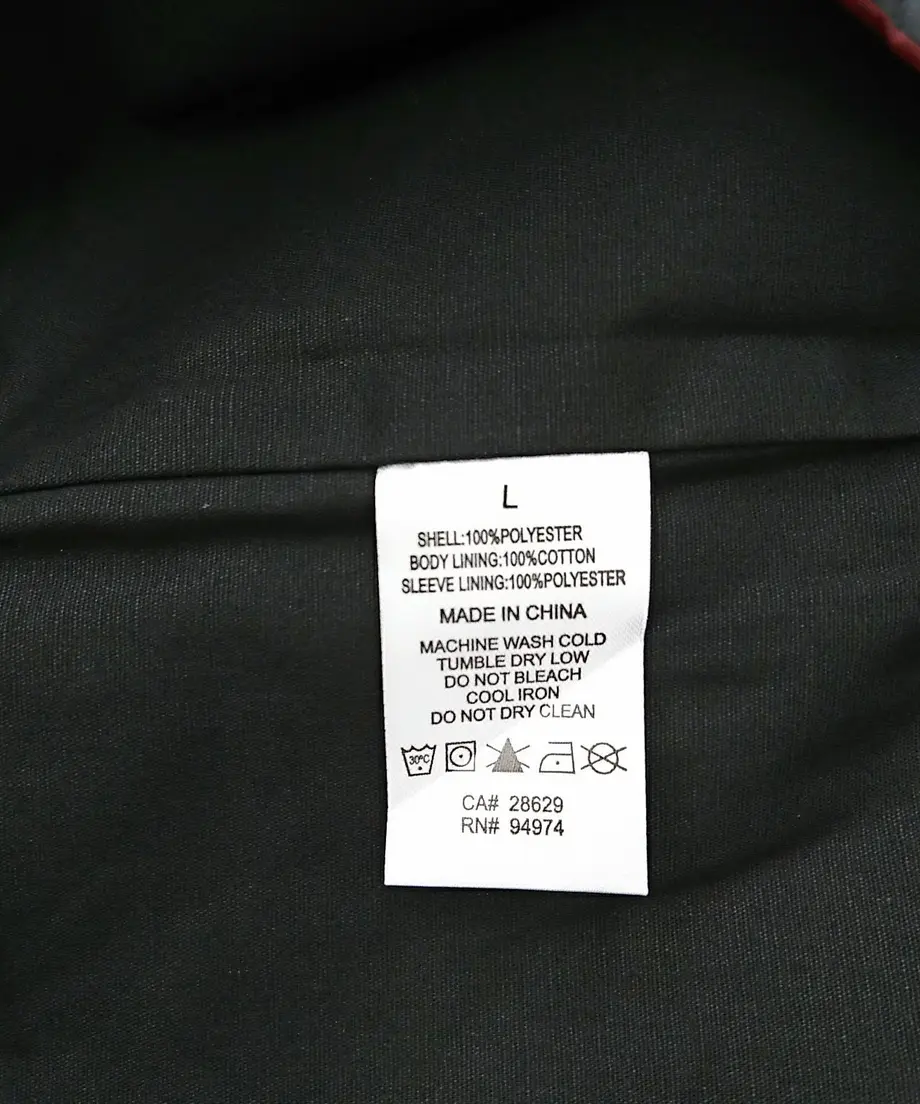 L
SHELL:100%POLYESTER
BODY LINING:100%COTTON
SLEEVE LINING:100%POLYESTER
MADE IN CHINA
MACHINE WASH COLD
TUMBLE DRY LOW
DO NOT BLEACH
COOL IRON
DO NOT DRY CLEAN
30°C
CA# 28629
RN# 94974